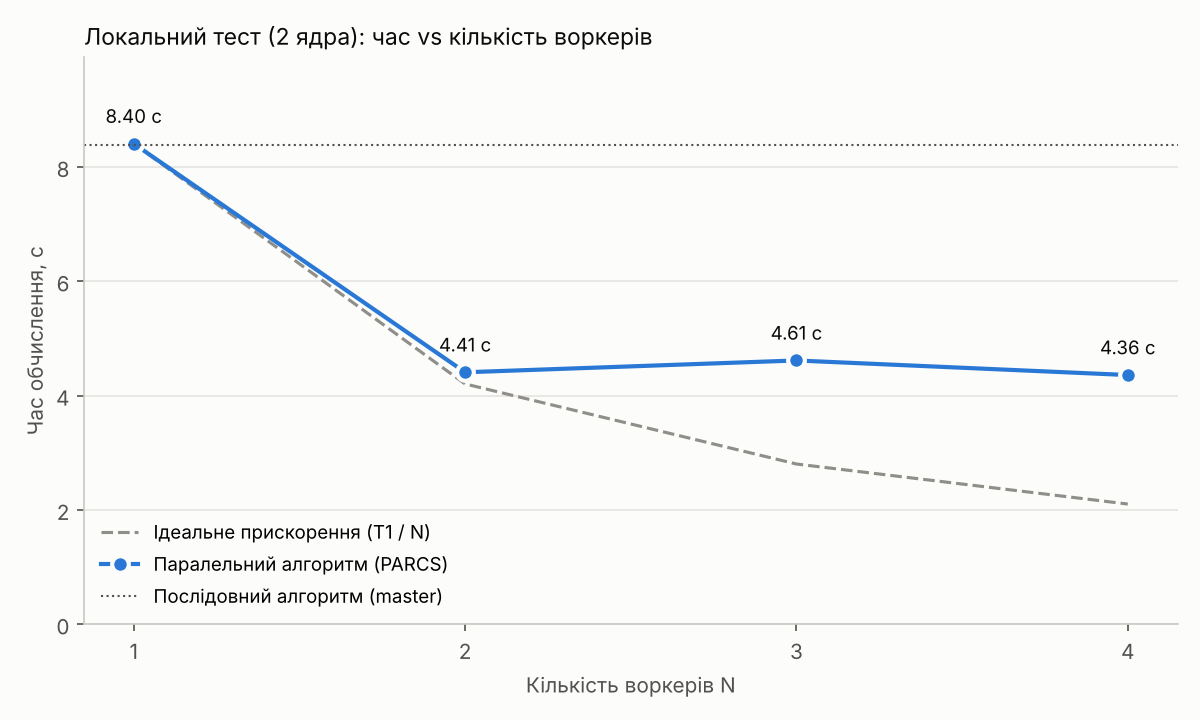 Локальний тест (2 ядра): час vs кількість воркерів
8.40 с
8
6
4
2
0
Час обчислення, с
4.41 с
4.61 с
4.36 с
Ідеальне прискорення (T1 / N)
Паралельний алгоритм (PARCS)
Послідовний алгоритм (master)
1
2
3
4
Кількість воркерів N